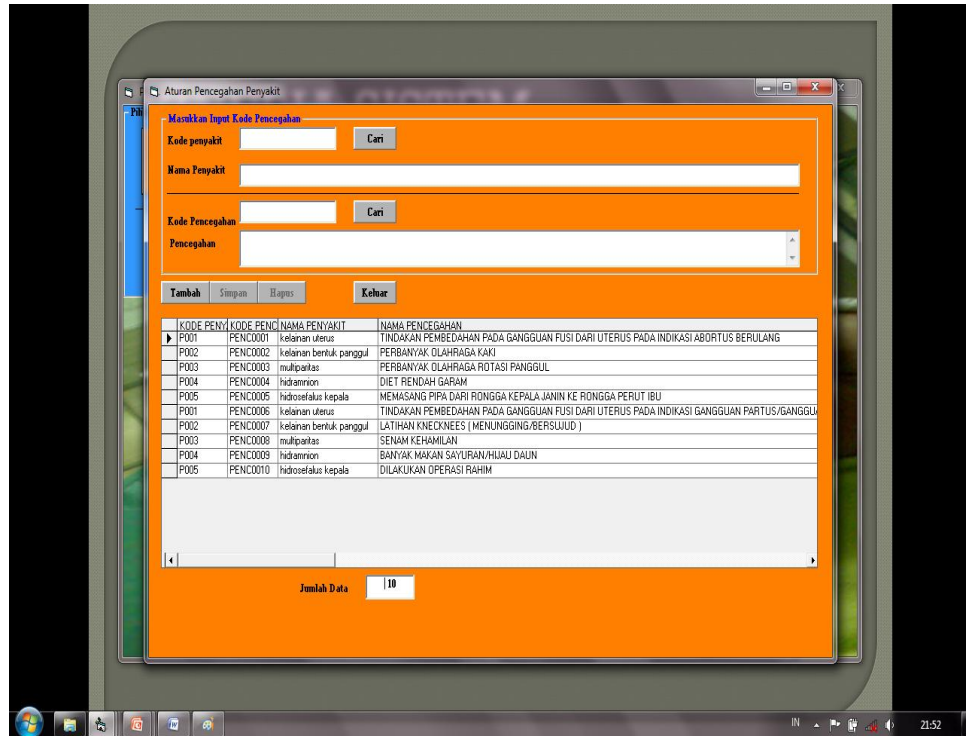 Aturan Pencegahan Penyakit
Masukkan Input Kode Pencegahan
Kode penyakit
Cari
Nama Penyakit
Kode Pencegahan
Cari
Pencegahan
Tambah Simpan Hapus Keluar
KODE PENY KODE PENC NAMA PENYAKIT NAMA PENCEGAHAN
P001 PENC0001 kelainan uterus TINDAKAN PEMBEDAHAN PADA GANGGUAN FUSI DARI UTERUS PADA INDIKASI ABORTUS BERULANG
P002 PENC0002 kelainan bentuk panggul PERBANYAK OLAHRAGA KAKI
P003 PENC0003 multiparitas PERBANYAK OLAHRAGA ROTASI PANGGUL
P004 PENC0004 hidramnion DIET RENDAH GARAM
P005 PENC0005 hidrosefalus kepala MEMASANG PIPA DARI RONGGA KEPALA JANIN KE RONGGA PERUT IBU
P001 PENC0006 kelainan uterus TINDAKAN PEMBEDAHAN PADA GANGGUAN FUSI DARI UTERUS PADA INDIKASI GANGGUAN PARTUS/GANGGU
P002 PENC0007 kelainan bentuk panggul LATIHAN KNECKNEES ( MENUNGGING/BERSUJUD )
P003 PENC0008 multiparitas SENAM KEHAMILAN
P004 PENC0009 hidramnion BANYAK MAKAN SAYURAN/HIJAU DAUN
P005 PENC0010 hidrosefalus kepala DILAKUKAN OPERASI RAHIM
Jumlah Data 10
IN 21:52